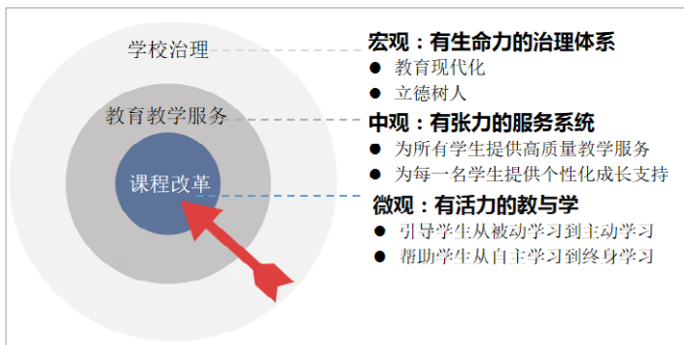 学校治理
教育教学服务
课程改革
宏观：有生命力的治理体系
● 教育现代化
● 立德树人
中观：有张力的服务系统
● 为所有学生提供高质量教学服务
● 为每一名学生提供个性化成长支持
微观：有活力的教与学
● 引导学生从被动学习到主动学习
● 帮助学生从自主学习到终身学习